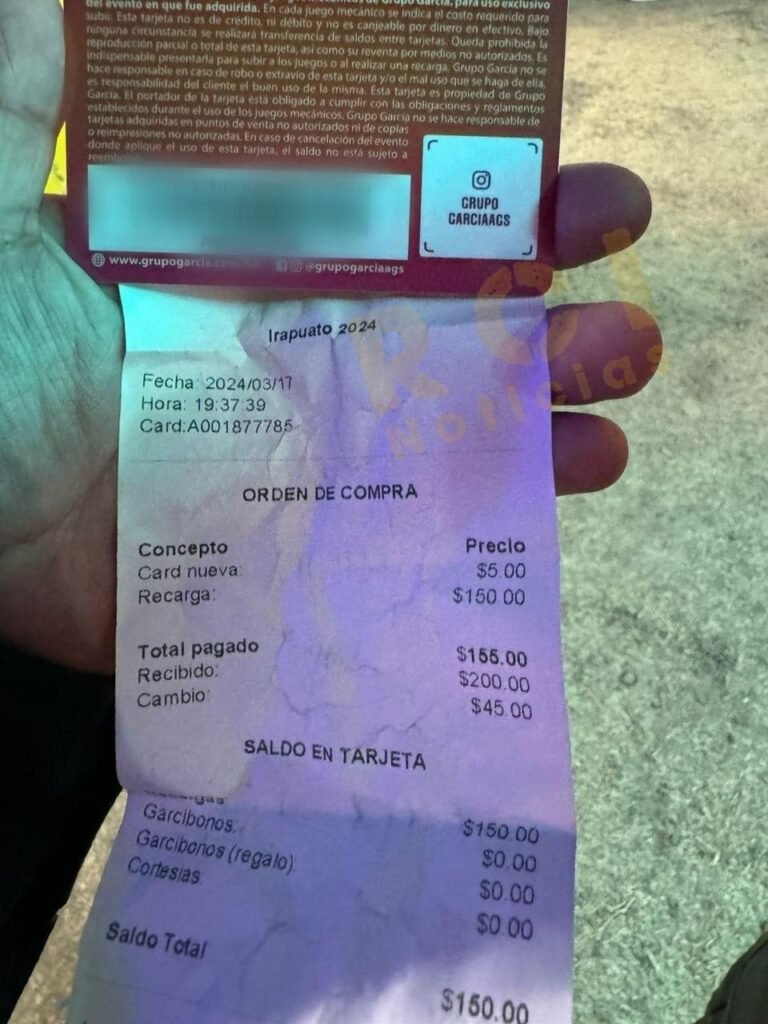 del evento en que fue adquirida. En cada juego mecánico se indica el costo requerido para
subir. Esta tarjeta no es de crédito, ni débito y no es canjeable por dinero en efectivo. Bajo
ninguna circunstancia se realizará transferencia de saldos entre tarjetas. Queda prohibida la
reproducción parcial o total de esta tarjeta, así como su reventa por medios no autorizados. Es
indispensable presentarla para subir a los juegos o al realizar una recarga. Grupo García no se
hace responsable en caso de robo o extravío de esta tarjeta y/o el mal uso que se haga de ella,
es responsabilidad del cliente el buen uso de la misma. Esta tarjeta es propiedad de Grupo
García. El portador de la tarjeta está obligado a cumplir con las obligaciones y reglamentos
establecidos durante el uso de los juegos mecánicos. Grupo García no se hace responsable de
tarjetas adquiridas en puntos de venta no autorizados ni de copias
o reimpresiones no autorizadas. En caso de cancelación del evento
donde aplique el uso de esta tarjeta, el saldo no está sujeto a
GRUPO
GARCIAAGS
www.grupogarcia.com.mx @grupogarciaags
RCI
Noticias
Irapuato 2024
Fecha: 2024/03/17
Hora: 19:37:39
Card:A001877785
ORDEN DE COMPRA
Concepto Precio
Card nueva: $5.00
Recarga: $150.00
Total pagado $155.00
Recibido: $200.00
Cambio: $45.00
SALDO EN TARJETA
$150.00
Garcibonos: $0.00
Garcibonos (regalo) $0.00
Cortesias $0.00
Saldo Total $150.00